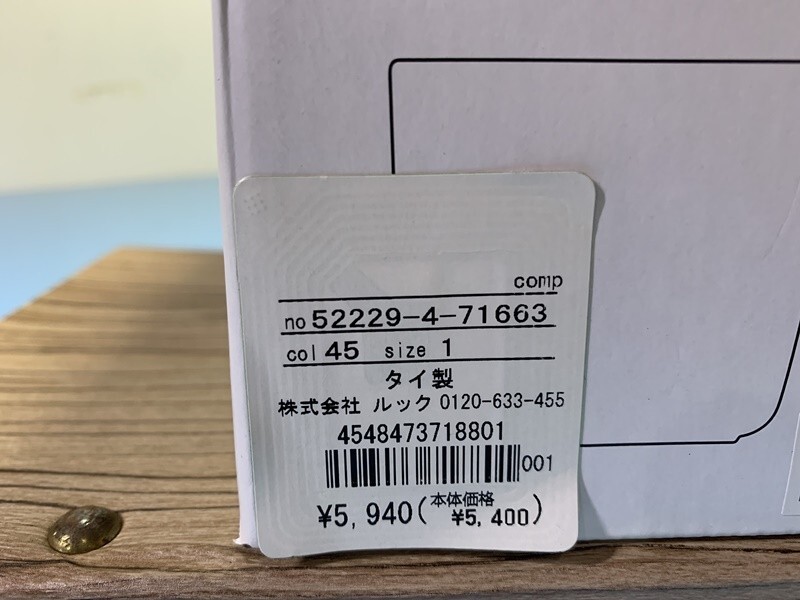 comp
no 52229-4-71663
col 45 size 1
タイ製
株式会社 ルック 0120-633-455
4548473718801
001
¥5,940(本体価格 ¥5,400)